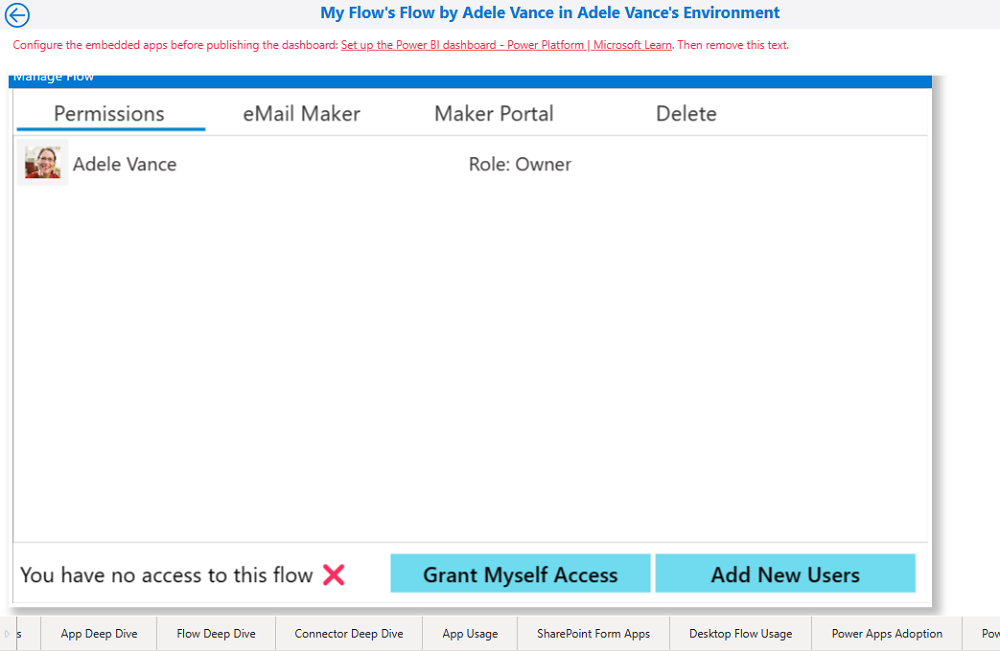 My Flow's Flow by Adele Vance in Adele Vance's Environment
Configure the embedded apps before publishing the dashboard: Set up the Power BI dashboard - Power Platform | Microsoft Learn. Then remove this text.
Manage Flow
Permissions eMail Maker Maker Portal Delete
Adele Vance Role: Owner
You have no access to this flow Grant Myself Access Add New Users
s App Deep Dive Flow Deep Dive Connector Deep Dive App Usage SharePoint Form Apps Desktop Flow Usage Power Apps Adoption Pow